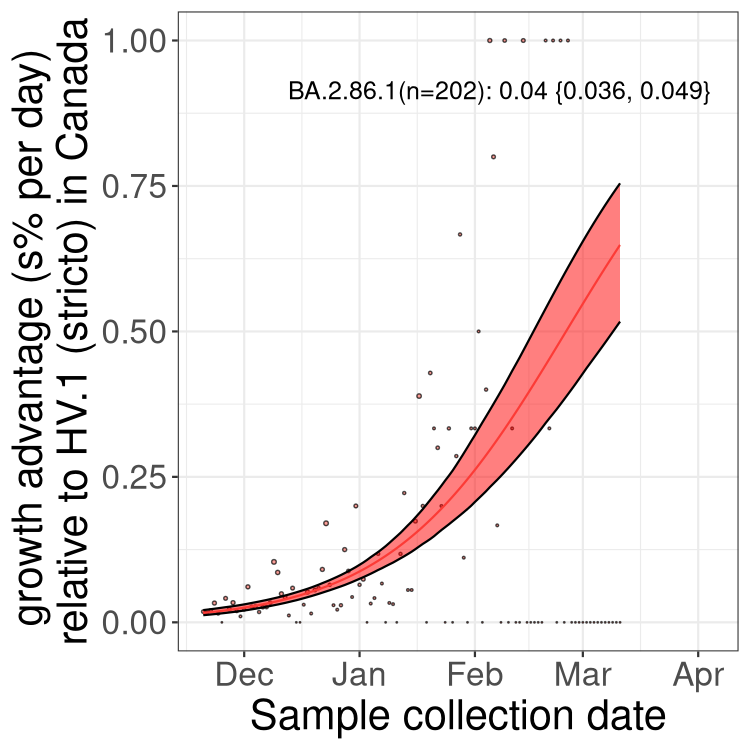 growth advantage (s% per day)
relative to HV.1 (stricto) in Canada
1.00
0.75
0.50
0.25
0.00
BA.2.86.1(n=202): 0.04 {0.036, 0.049}
Dec Jan Feb Mar Apr
Sample collection date